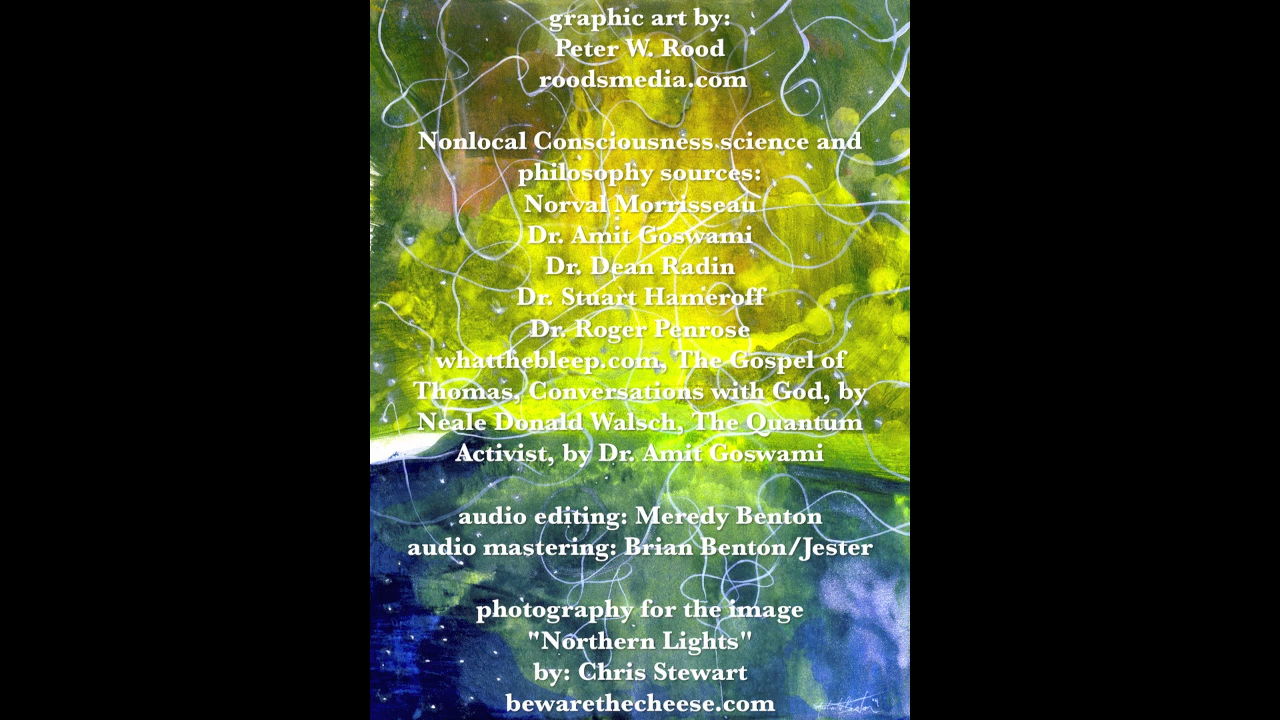 graphic art by:
Peter W. Rood
roodsmedia.com
Nonlocal Consciousness science and
philosophy sources:
Norval Morrisseau
Dr. Amit Goswami
Dr. Dean Radin
Dr. Stuart Hameroff
Dr. Roger Penrose
whatthebleep.com, The Gospel of
Thomas, Conversations with God, by
Neale Donald Walsch, The Quantum
Activist, by Dr. Amit Goswami
audio editing: Meredy Benton
audio mastering: Brian Benton/Jester
photography for the image
"Northern Lights"
by: Chris Stewart
bewarethecheese.com